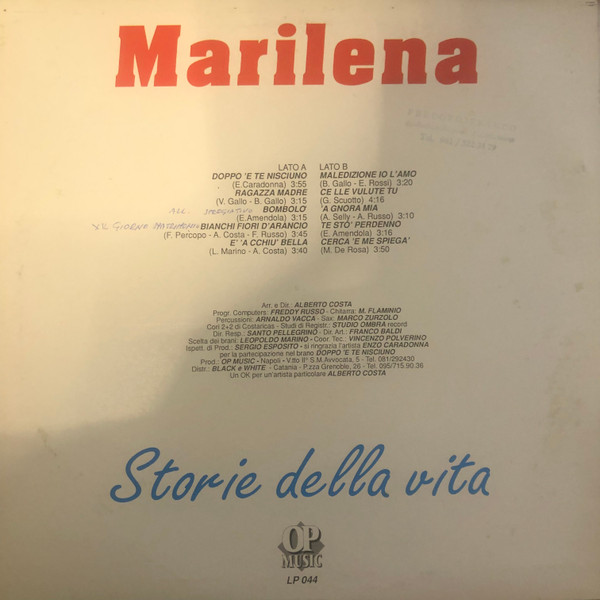 Marilena
LATO A
DOPPO 'E TE NISCIUNO
(E.Caradonna) 3:55
RAGAZZA MADRE
(V. Gallo - B. Gallo) 3:15
BOMBOLO'
(E.Amendola) 3:15
XIL GIORNO
BIANCHI FIORI D'ARANCIO
(F. Percopo - A. Costa - F. Russo) 3:45
E' 'A CCHIU' BELLA
(L. Marino - A. Costa) 3:40
LATO B
MALEDIZIONE IO L'AMO
(B. Gallo - E. Rossi) 3:20
CE LLE VULUTE TU
(G. Scuotto) 4:16
'A GNORA MIA
(A. Selly - A. Russo) 3:10
TE STO' PERDENNO
(E. Amendola) 3:16
CERCA 'E ME SPIEGA'
(M. De Rosa) 3:50
Arr. e Dir.: ALBERTO COSTA
Progr. Computers: FREDDY RUSSO - Chitarra: M. FLAMINIO
Percussioni: ARNALDO VACCA - Sax: MARCO ZURZOLO
Cori 2+2 di Costaricas - Studi di Registr.: STUDIO OMBRA record
Dir. Resp.: SANTO PELLEGRINO - Dir. Art.: FRANCO BALDI
Scelta dei brani: LEOPOLDO MARINO - Coor. Tec.: VINCENZO POLVERINO
Ispett. di Prod.: SERGIO ESPOSITO - si ringrazia l'artista ENZO CARADONNA
per la partecipazione nel brano DOPPO 'E TE NISCIUNO
Prod.: OP MUSIC - Napoli - V.tto IIº S.M.Avvocata, 5 - Tel. 081/292430
Distr.: BLACK e WHITE - Catania - P.zza Grenoble, 26 - Tel. 095/715.90.36
Un OK per un'artista particolare ALBERTO COSTA
Storie della vita
OP
MUSIC
LP 044